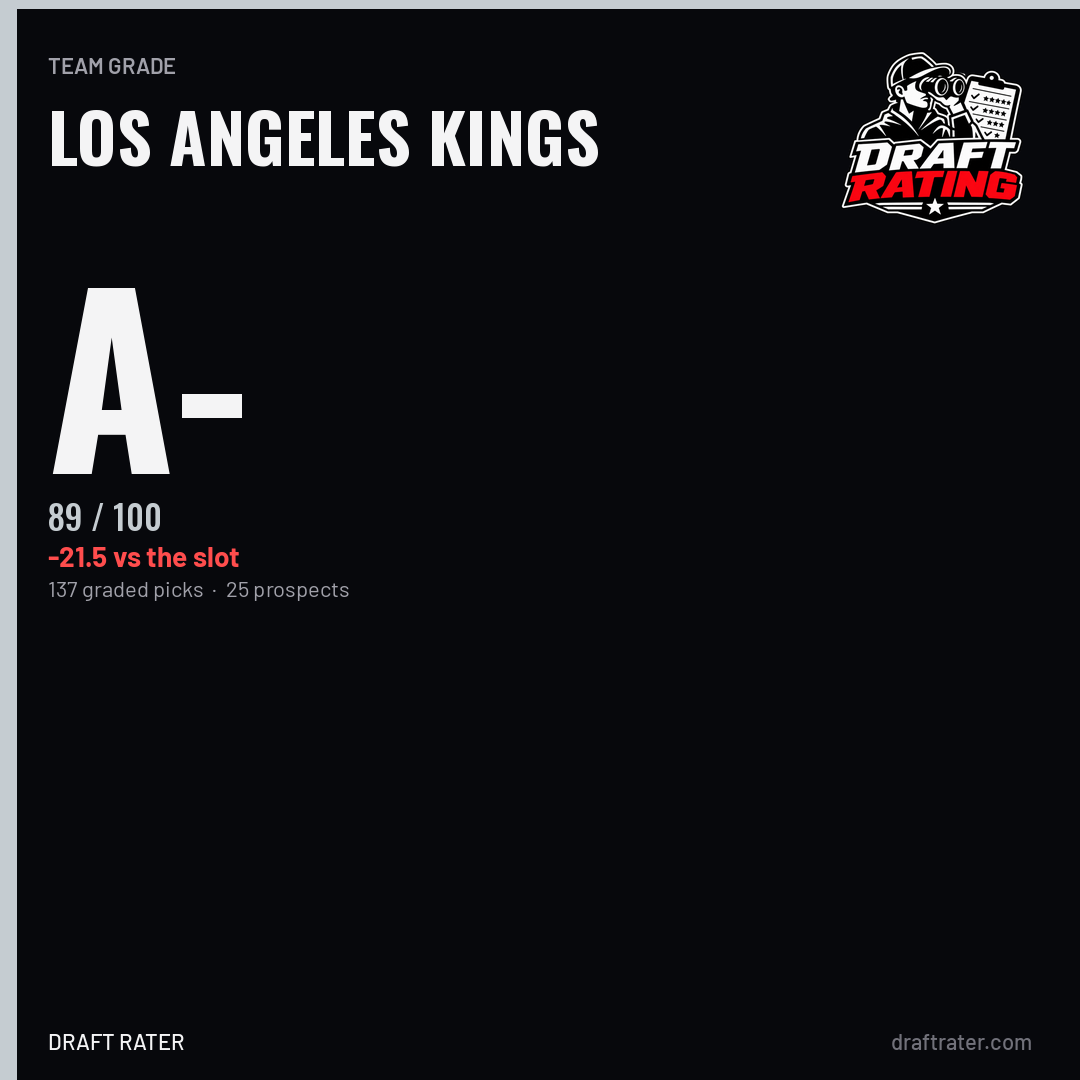 TEAM GRADE
LOS ANGELES KINGS
DRAFT
RATING
A-
89 / 100
-21.5 vs the slot
137 graded picks · 25 prospects
DRAFT RATER
draftrater.com